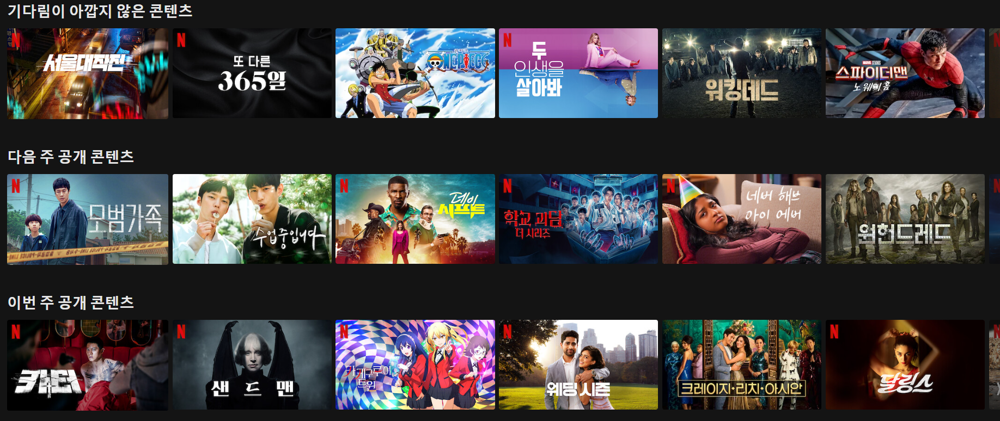 기다림이 아깝지 않은 콘텐츠
서울대작전
또 다른
365일
원피스
ONE PIECE
두
인생을
살아봐
워킹데드
MARVEL STUDIOS
스파이더맨
노 웨이 홈
다음 주 공개 콘텐츠
모범가족
수업중입니다
데이
시프트
학교 괴담
더 시리즈
네버 해브
아이 에버
원헌드레드
이번 주 공개 콘텐츠
카터
샌드맨
카케구루이
트윈
웨딩 시즌
크레이지·리치·아시안
달링스